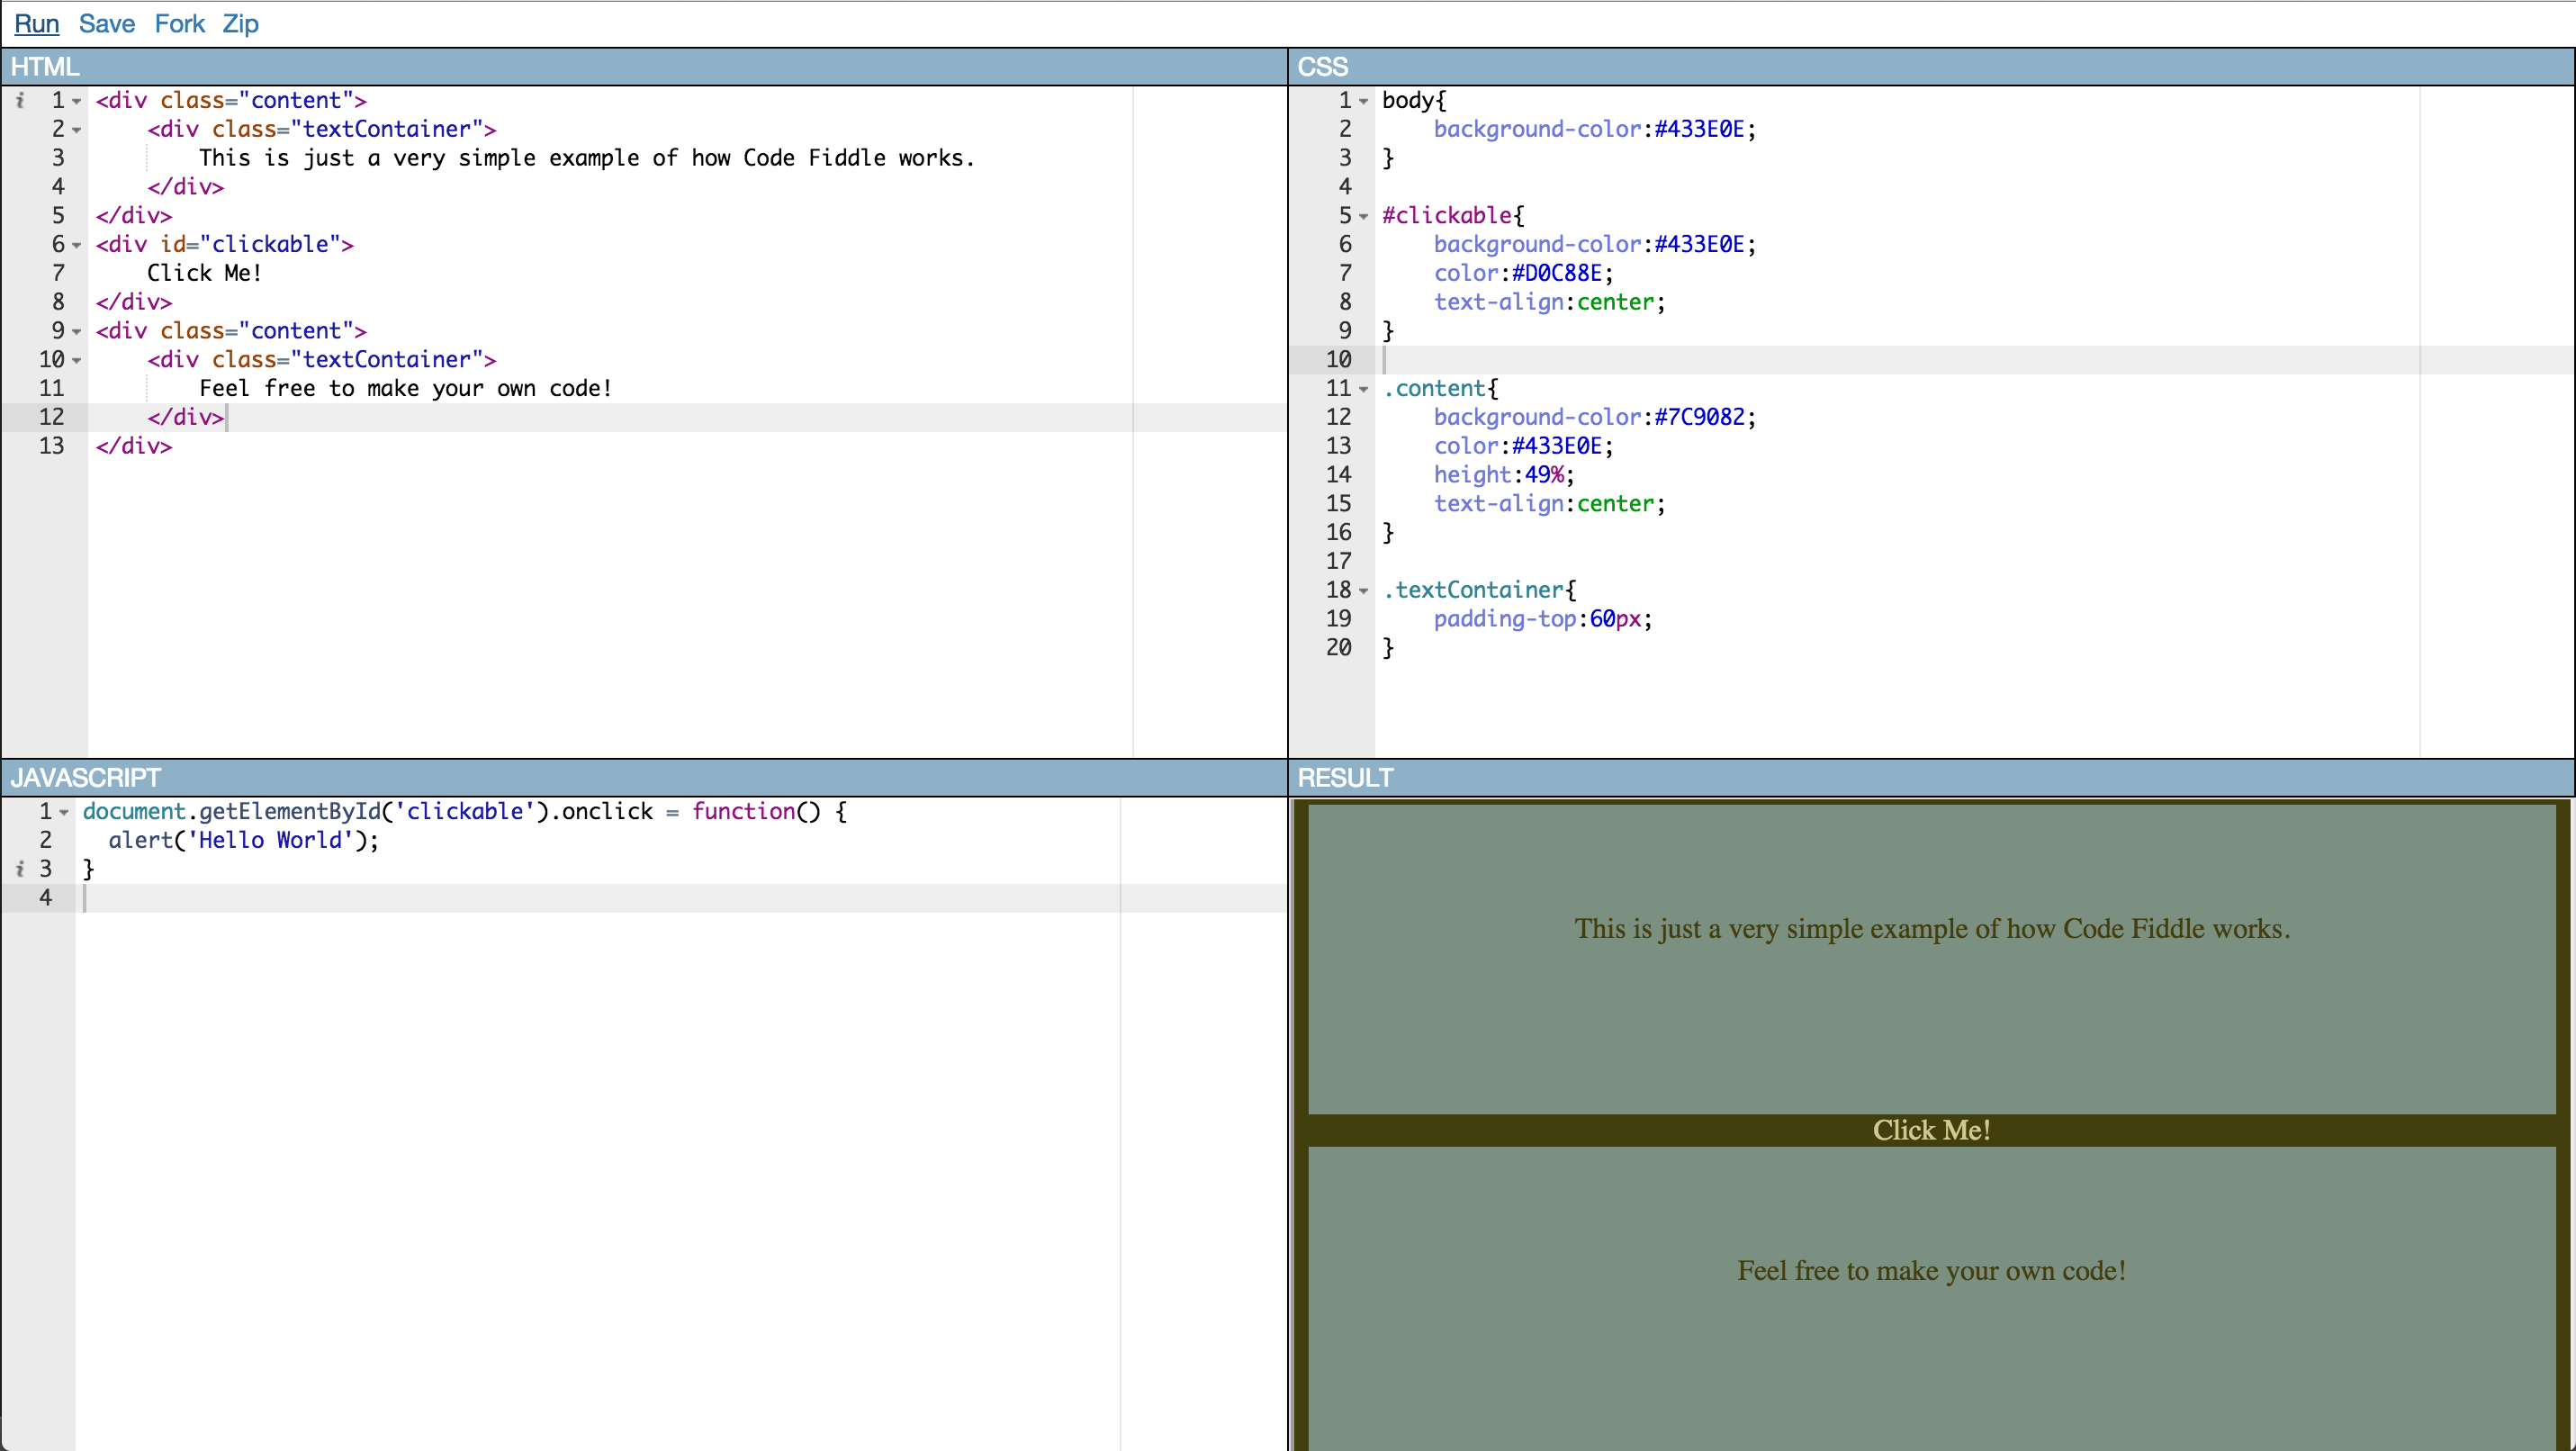 Run Save Fork Zip
HTML
i 1 <div class="content">
2     <div class="textContainer">
3         This is just a very simple example of how Code Fiddle works.
4     </div>
5 </div>
6 <div id="clickable">
7     Click Me!
8 </div>
9 <div class="content">
10     <div class="textContainer">
11         Feel free to make your own code!
12     </div>
13 </div>
CSS
1 body{
2     background-color:#433E0E;
3 }
4
5 #clickable{
6     background-color:#433E0E;
7     color:#D0C88E;
8     text-align:center;
9 }
10
11 .content{
12     background-color:#7C9082;
13     color:#433E0E;
14     height:49%;
15     text-align:center;
16 }
17
18 .textContainer{
19     padding-top:60px;
20 }
JAVASCRIPT
1 document.getElementById('clickable').onclick = function() {
2   alert('Hello World');
i 3 }
4
RESULT
This is just a very simple example of how Code Fiddle works.
Click Me!
Feel free to make your own code!